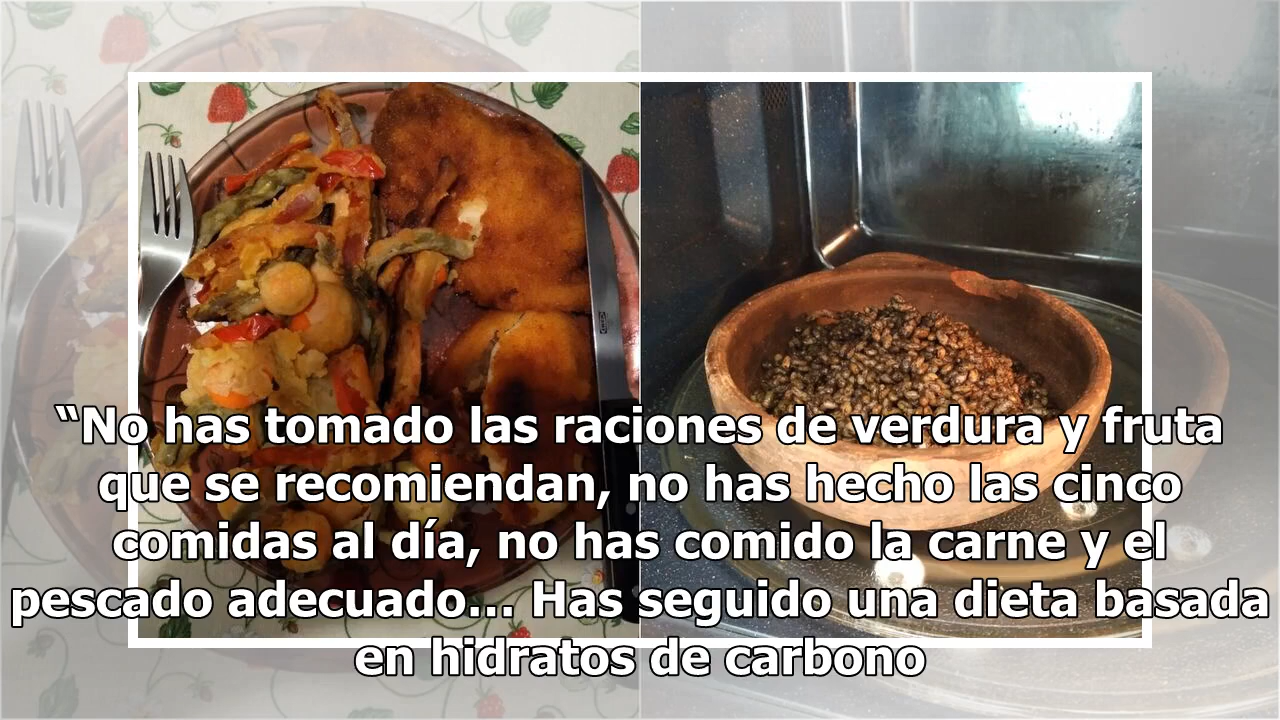 “No has tomado las raciones de verdura y fruta
que se recomiendan, no has hecho las cinco
comidas al día, no has comido la carne y el
pescado adecuado... Has seguido una dieta basada
en hidratos de carbono